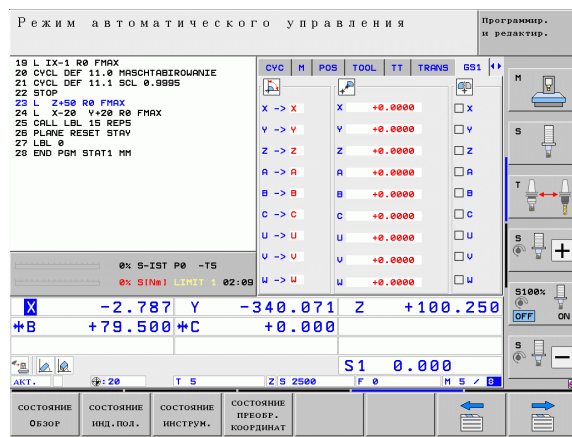 Режим автоматического управления
Программир.
и редактир.
19 L IX-1 R0 FMAX
20 CYCL DEF 11.0 MASCHTABIROWANIE
21 CYCL DEF 11.1 SCL 0.9995
22 STOP
23 L Z+50 R0 FMAX
24 L X-20 Y+20 R0 FMAX
25 CALL LBL 15 REP5
26 PLANE RESET STAY
27 LBL 0
28 END PGM STAT1 MM
0% S-IST P0 -T5
0% S[Nm] LIMIT 1 02:09
CYC M POS TOOL TT TRANS GS1
X -> X X +0.0000 X
Y -> Y Y +0.0000 Y
Z -> Z Z +0.0000 Z
A -> A A +0.0000 A
B -> B B +0.0000 B
C -> C C +0.0000 C
U -> U U +0.0000 U
V -> V V +0.0000 V
W -> W W +0.0000 W
X -2.787 Y -340.071 Z +100.250
B +79.500 C +0.000
S1 0.000
АКТ. : 20 T 5 Z S 2500 F 0 M 5 / 8
M
S
T
S +
S100%
OFF ON
S -
СОСТОЯНИЕ
ОБЗОР
СОСТОЯНИЕ
ИНД.ПОЛ.
СОСТОЯНИЕ
ИНСТРУМ.
СОСТОЯНИЕ
ПРЕОБР.
КООРДИНАТ